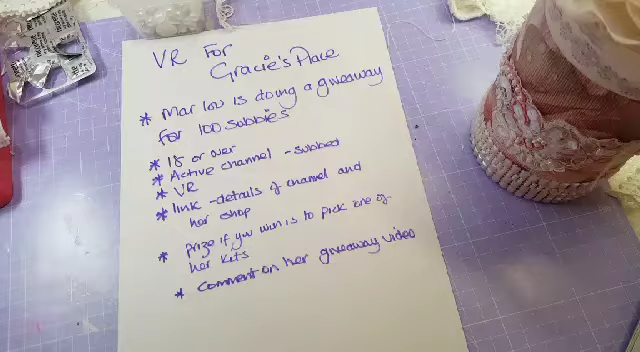 VR For
Gracie's Place
* Marlow is doing a giveaway
for 100 subbies
* 18 or over
* Active channel - subbed
* VR
* link - details of channel and
her shop
* prize if you win is to pick one of
her kits
* Comment on her giveaway video